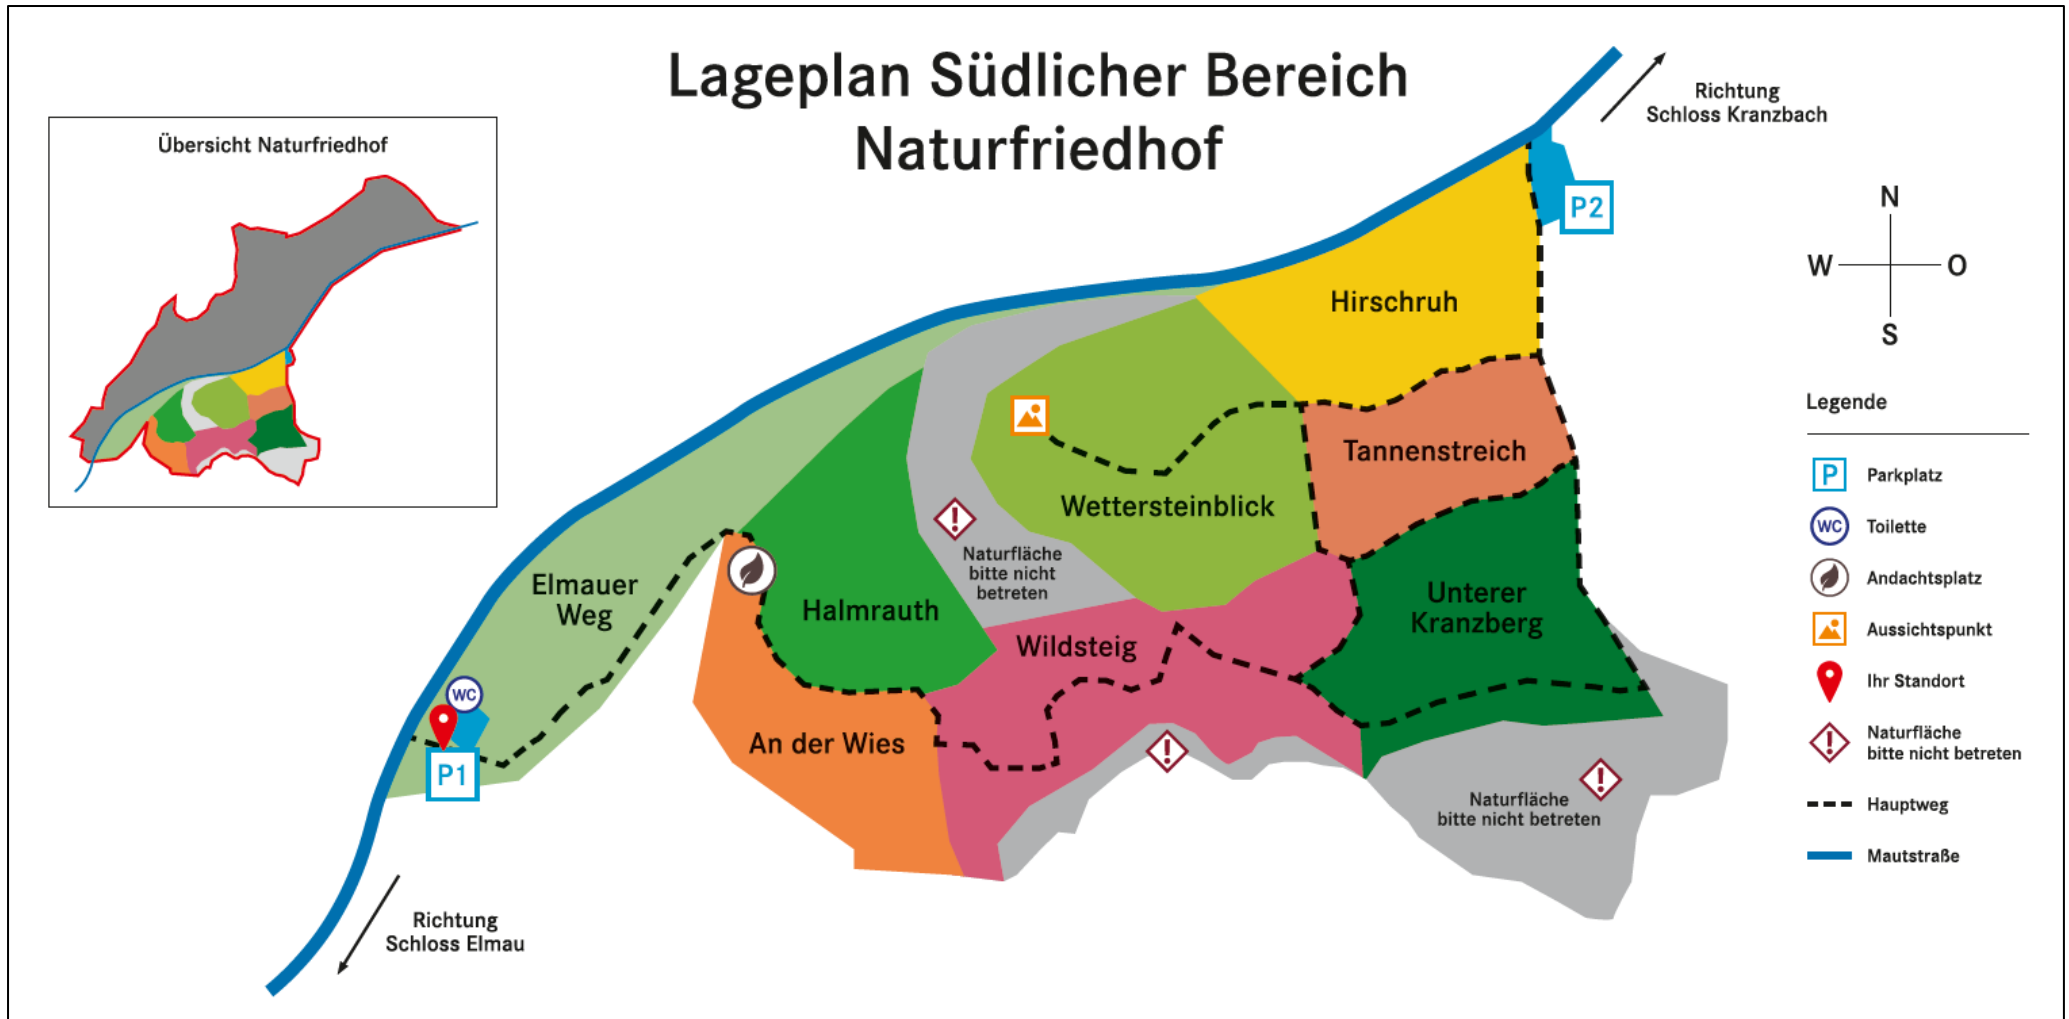 Lageplan Südlicher Bereich
Naturfriedhof
Übersicht Naturfriedhof
Richtung
Schloss Kranzbach
P2
N
W
O
S
Hirschruh
Tannenstreich
Wettersteinblick
Naturfläche
bitte nicht
betreten
Elmauer
Weg
Halmrauth
Unterer
Kranzberg
Wildsteig
An der Wies
WC
P1
Naturfläche
bitte nicht betreten
Richtung
Schloss Elmau
Legende
P Parkplatz
WC Toilette
Andachtsplatz
Aussichtspunkt
Ihr Standort
Naturfläche
bitte nicht betreten
Hauptweg
Mautstraße